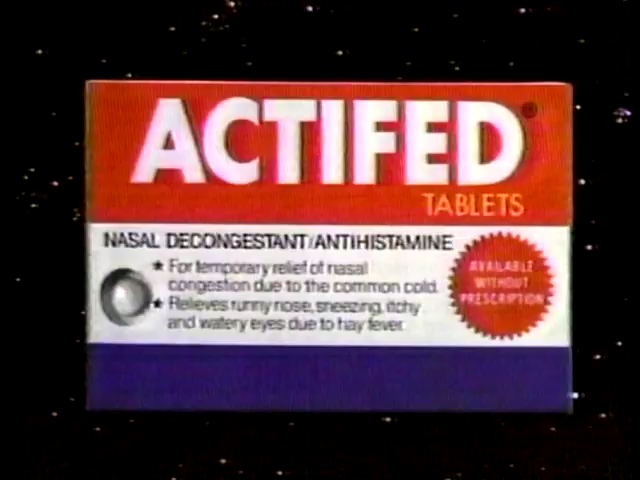 ACTIFED®
TABLETS
NASAL DECONGESTANT/ANTIHISTAMINE
★ For temporary relief of nasal
congestion due to the common cold.
★ Relieves runny nose, sneezing, itchy
and watery eyes due to hay fever.
AVAILABLE
WITHOUT
PRESCRIPTION